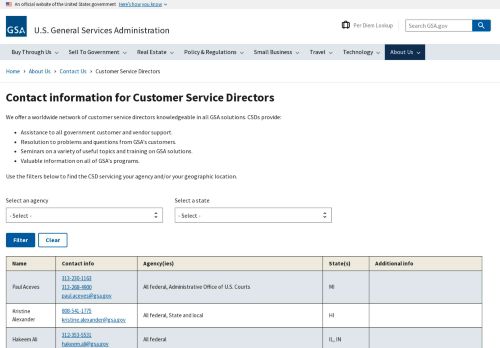 An official website of the United States government Here's how you know
GSA
U.S. General Services Administration
Per Diem Lookup
Search GSA.gov
Buy Through Us
Sell To Government
Real Estate
Policy & Regulations
Small Business
Travel
Technology
About Us
Home › About Us › Contact Us › Customer Service Directors
Contact information for Customer Service Directors
We offer a worldwide network of customer service directors knowledgeable in all GSA solutions. CSDs provide:
• Assistance to all government customer and vendor support.
• Resolution to problems and questions from GSA's customers.
• Seminars on a variety of useful topics and training on GSA solutions.
• Valuable information on all of GSA's programs.
Use the filters below to find the CSD servicing your agency and/or your geographic location.
Select an agency
Select a state
- Select -
- Select -
Filter
Clear
Name Contact info Agency(ies) State(s) Additional info
Paul Aceves
313-230-1163
313-268-4900
paul.aceves@gsa.gov
All federal, Administrative Office of U.S. Courts
MI
Kristine Alexander
808-541-1775
kristine.alexander@gsa.gov
All federal, State and local
HI
Hakeem Ali
312-353-5531
hakeem.ali@gsa.gov
All federal
IL, IN